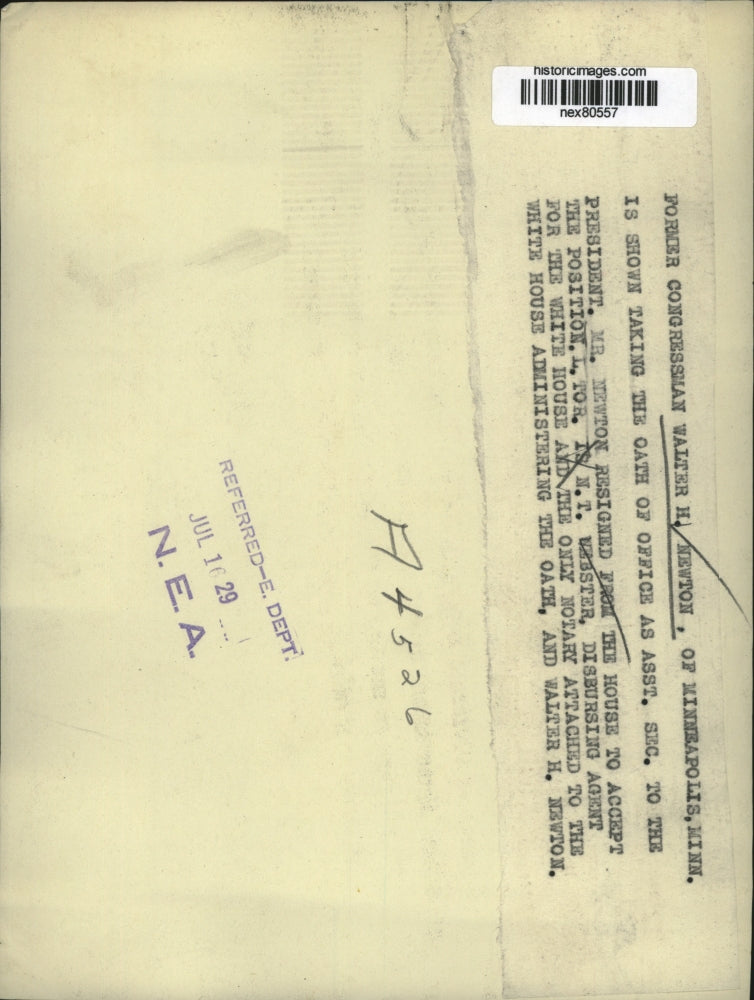 historicimages.com
nex80557
FORMER CONGRESSMAN WALTER H. NEWTON, OF MINNEAPOLIS, MINN.
IS SHOWN TAKING THE OATH OF OFFICE AS ASST. SEC. TO THE
PRESIDENT. MR. NEWTON RESIGNED FROM THE HOUSE TO ACCEPT
THE POSITION. L. TOR. IS N.T. WEBSTER, DISBURSING AGENT
FOR THE WHITE HOUSE AND THE ONLY NOTARY ATTACHED TO THE
WHITE HOUSE ADMINISTERING THE OATH, AND WALTER H. NEWTON.
A4526
REFERRED-E. DEPT.
JUL 16 29
N. E. A.